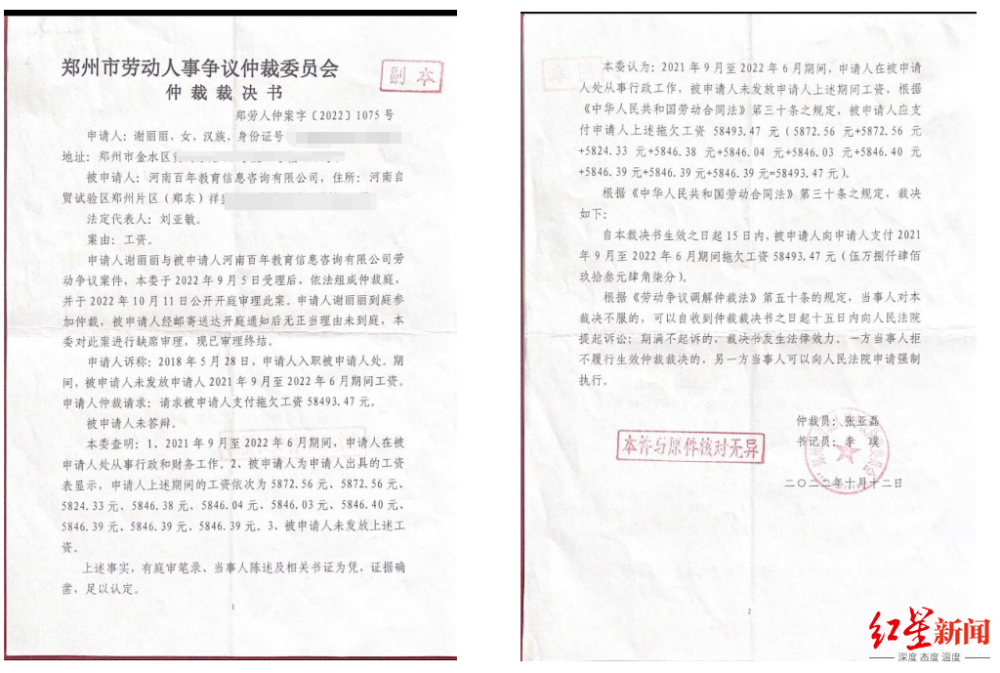 郑州市劳动人事争议仲裁委员会
仲裁裁决书
副本
郑劳人仲案字〔2022〕1075号
申请人：谢丽丽，女，汉族，身份证号
地址：郑州市金水区
被申请人：河南百年教育信息咨询有限公司，住所：河南自
贸试验区郑州片区（郑东）祥
法定代表人：刘亚敏。
案由：工资。
申请人谢丽丽与被申请人河南百年教育信息咨询有限公司劳
动争议案件，本委于2022年9月5日受理后，依法组成仲裁庭，
并于2022年10月11日公开开庭审理此案。申请人谢丽丽到庭参
加仲裁，被申请人经邮寄送达开庭通知后无正当理由未到庭，本
委对此案进行缺席审理，现已审理终结。
申请人诉称：2018年5月28日，申请人入职被申请人处。期
间，被申请人未发放申请人2021年9月至2022年6月期间工资。
申请人仲裁请求：请求被申请人支付拖欠工资58493.47元。
被申请人未答辩。
本委查明：1、2021年9月至2022年6月期间，申请人在被
申请人处从事行政和财务工作。2、被申请人为申请人出具的工资
表显示，申请人上述期间的工资依次为5872.56元、5872.56元、
5824.33元、5846.38元、5846.04元、5846.03元、5846.40元、
5846.39元、5846.39元、5846.39元。3、被申请人未发放上述工
资。
上述事实，有庭审笔录、当事人陈述及相关书证为凭，证据确
凿，足以认定。
1
本委认为：2021年9月至2022年6月期间，申请人在被申请
人处从事行政工作，被申请人未发放申请人上述期间工资，根据
《中华人民共和国劳动合同法》第三十条之规定，被申请人应支
付申请人上述拖欠工资58493.47元（5872.56元+5872.56元
+5824.33元+5846.38元+5846.04元+5846.03元+5846.40元
+5846.39元+5846.39元+5846.39元=58493.47元）。
根据《中华人民共和国劳动合同法》第三十条之规定，裁决
如下：
自本裁决书生效之日起15日内，被申请人向申请人支付2021
年9月至2022年6月期间拖欠工资58493.47元（伍万捌仟肆佰
玖拾叁元肆角柒分）。
根据《劳动争议调解仲裁法》第五十条的规定，当事人对本
裁决不服的，可以自收到仲裁裁决书之日起十五日内向人民法院
提起诉讼；期满不起诉的，裁决书发生法律效力。一方当事人拒
不履行生效仲裁裁决的，另一方当事人可以向人民法院申请强制
执行。
仲裁员：张亚磊
书记员：李 璞
本件与原件核对无异
二〇二二年十月十二日
2
红星新闻
深度 态度 温度